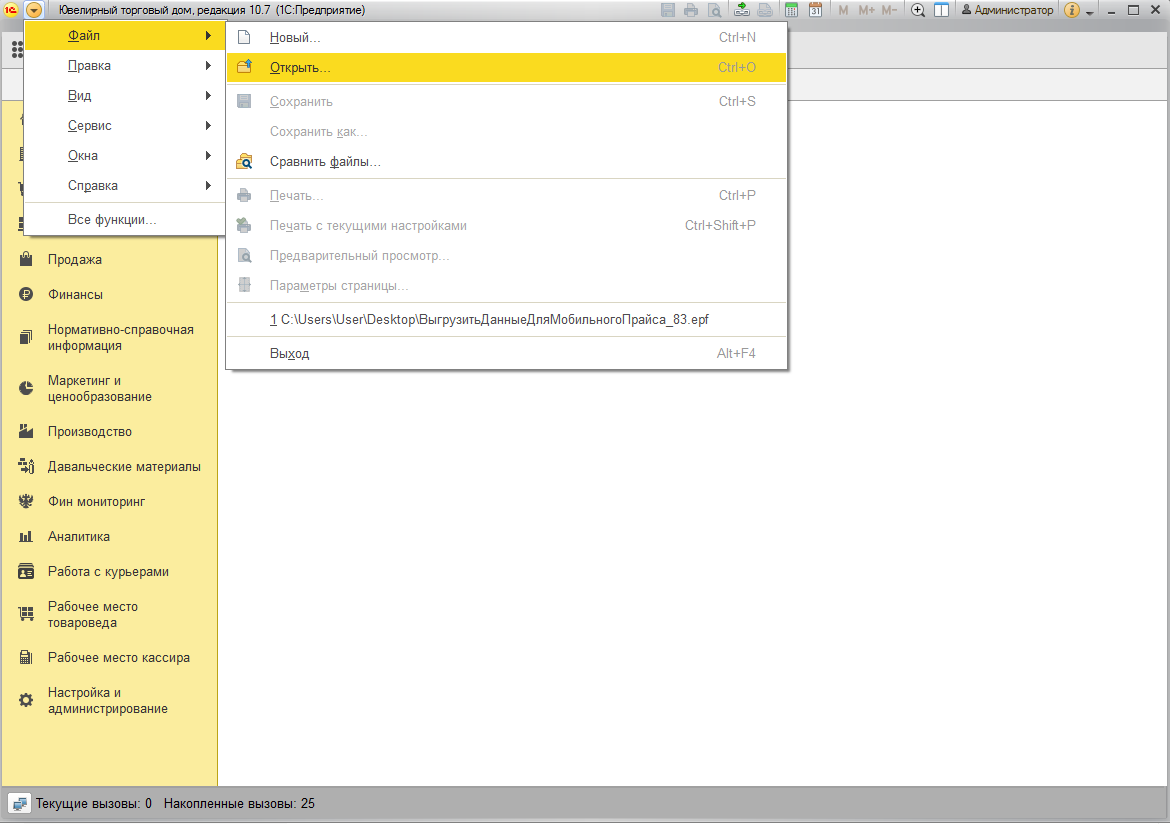 1С Ювелирный торговый дом, редакция 10.7 (1С:Предприятие) 31 M M+ M- Администратор
Файл
Правка
Вид
Сервис
Окна
Справка
Все функции...
Новый... Ctrl+N
Открыть... Ctrl+O
Сохранить Ctrl+S
Сохранить как...
Сравнить файлы...
Печать... Ctrl+P
Печать с текущими настройками Ctrl+Shift+P
Предварительный просмотр...
Параметры страницы...
1 C:\Users\User\Desktop\ВыгрузитьДанныеДляМобильногоПрайса_83.epf
Выход Alt+F4
Продажа
Финансы
Нормативно-справочная
информация
Маркетинг и
ценообразование
Производство
Давальческие материалы
Фин мониторинг
Аналитика
Работа с курьерами
Рабочее место
товароведа
Рабочее место кассира
Настройка и
администрирование
Текущие вызовы: 0 Накопленные вызовы: 25